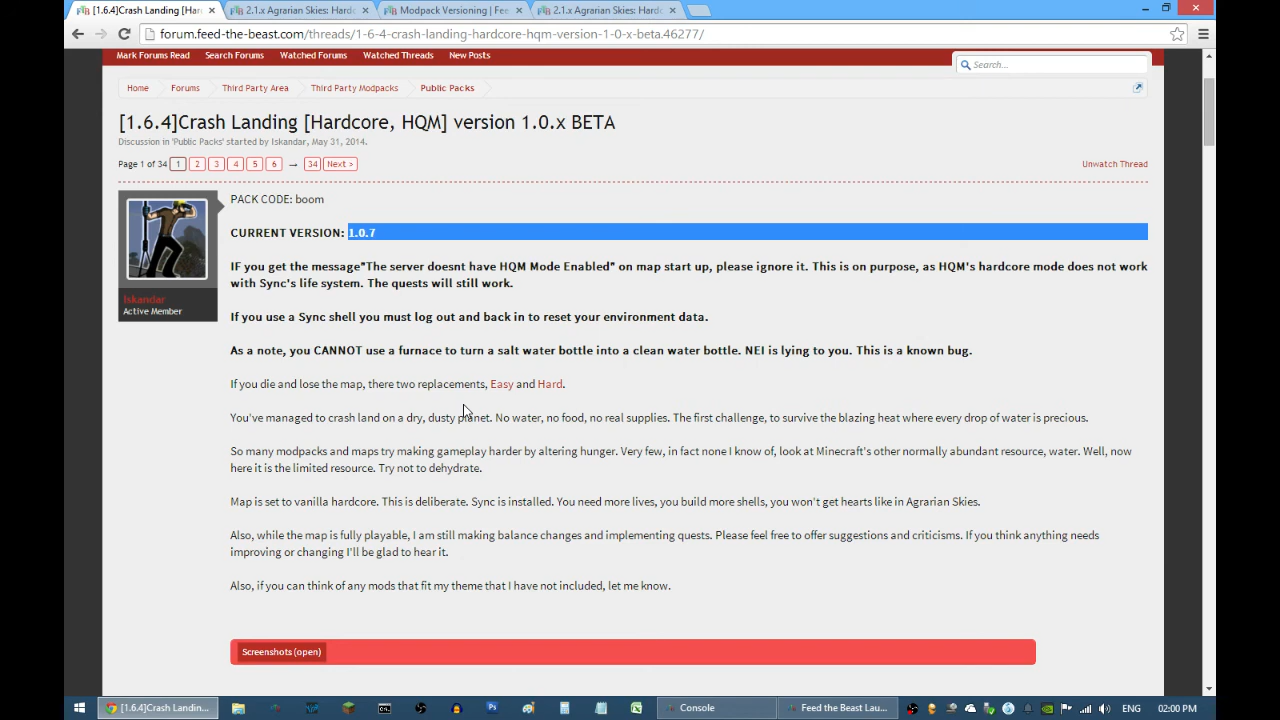 [1.6.4]Crash Landing [Har
2.1.x Agrarian Skies: Hardc
Modpack Versioning | Fee
2.1.x Agrarian Skies: Hardc
forum.feed-the-beast.com/threads/1-6-4-crash-landing-hardcore-hqm-version-1-0-x-beta.46277/
Mark Forums Read
Search Forums
Watched Forums
Watched Threads
New Posts
Search...
Home
Forums
Third Party Area
Third Party Modpacks
Public Packs
[1.6.4]Crash Landing [Hardcore, HQM] version 1.0.x BETA
Discussion in 'Public Packs' started by Iskandar, May 31, 2014.
Page 1 of 34 1 2 3 4 5 6 → 34 Next >
Unwatch Thread
PACK CODE: boom
CURRENT VERSION: 1.0.7
IF you get the message"The server doesnt have HQM Mode Enabled" on map start up, please ignore it. This is on purpose, as HQM's hardcore mode does not work
with Sync's life system. The quests will still work.
Iskandar
Active Member
If you use a Sync shell you must log out and back in to reset your environment data.
As a note, you CANNOT use a furnace to turn a salt water bottle into a clean water bottle. NEI is lying to you. This is a known bug.
If you die and lose the map, there two replacements, Easy and Hard.
You've managed to crash land on a dry, dusty planet. No water, no food, no real supplies. The first challenge, to survive the blazing heat where every drop of water is precious.
So many modpacks and maps try making gameplay harder by altering hunger. Very few, in fact none I know of, look at Minecraft's other normally abundant resource, water. Well, now
here it is the limited resource. Try not to dehydrate.
Map is set to vanilla hardcore. This is deliberate. Sync is installed. You need more lives, you build more shells, you won't get hearts like in Agrarian Skies.
Also, while the map is fully playable, I am still making balance changes and implementing quests. Please feel free to offer suggestions and criticisms. If you think anything needs
improving or changing I'll be glad to hear it.
Also, if you can think of any mods that fit my theme that I have not included, let me know.
Screenshots (open)
[1.6.4]Crash Landin...
Console
Feed the Beast Lau...
ENG
02:00 PM